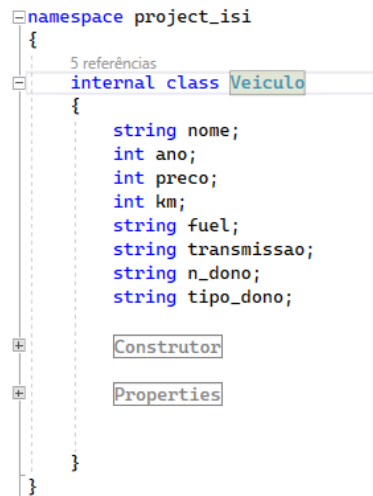 namespace project_isi
{
5 referências
internal class Veiculo
{
string nome;
int ano;
int preco;
int km;
string fuel;
string transmissao;
string n_dono;
string tipo_dono;
Construtor
Properties
}
}